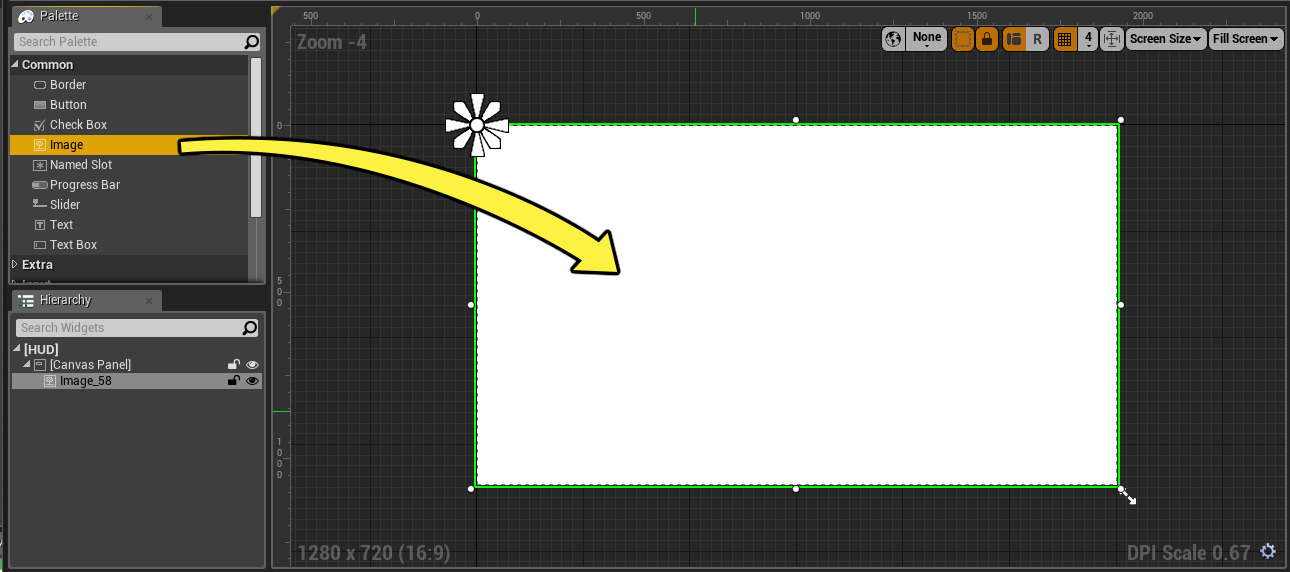 Palette
Search Palette
Common
Border
Button
Check Box
Image
Named Slot
Progress Bar
Slider
Text
Text Box
Extra
Hierarchy
Search Widgets
[HUD]
[Canvas Panel]
Image_58
500 0 500 1000 1500 2000
Zoom -4
None R 4 Screen Size Fill Screen
0
500
1000
1280 x 720 (16:9)
DPI Scale 0.67